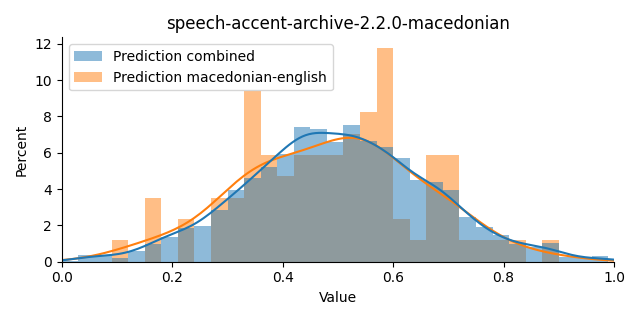 speech-accent-archive-2.2.0-macedonian
Prediction combined
Prediction macedonian-english
Percent
12
10
8
6
4
2
0
0.0 0.2 0.4 0.6 0.8 1.0
Value